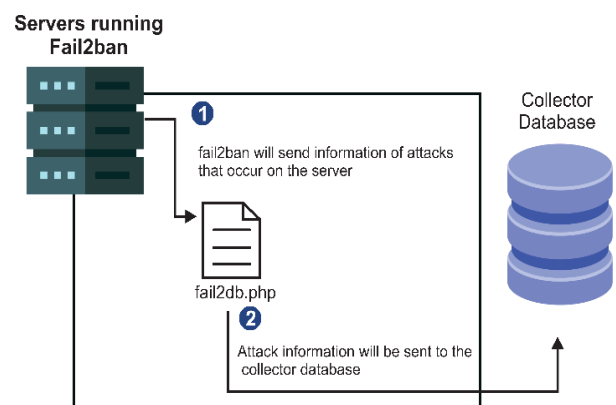 Servers running
Fail2ban
1
fail2ban will send information of attacks
that occur on the server
Collector
Database
fail2db.php
2
Attack information will be sent to the
collector database